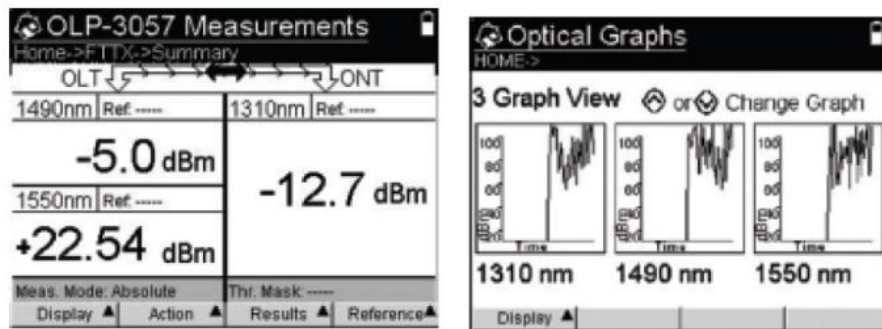 OLP-3057 Measurements
Home->FTTX->Summary
OLT ONT
1490nm Ref. -----
-5.0 dBm
1550nm Ref. -----
+22.54 dBm
1310nm Ref. -----
-12.7 dBm
Meas. Mode: Absolute Thr. Mask: -----
Display Action Results Reference
Optical Graphs
HOME->
3 Graph View or Change Graph
100
80
60
dBm
Time
100
80
60
dBm
Time
100
80
60
dBm
Time
1310 nm 1490 nm 1550 nm
Display